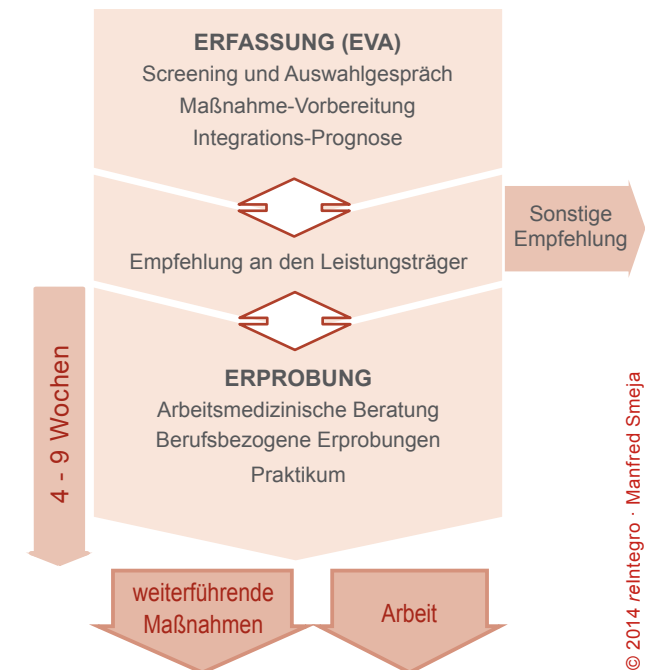 ERFASSUNG (EVA)
Screening und Auswahlgespräch
Maßnahme-Vorbereitung
Integrations-Prognose
Sonstige
Empfehlung
Empfehlung an den Leistungsträger
4 - 9 Wochen
ERPROBUNG
Arbeitsmedizinische Beratung
Berufsbezogene Erprobungen
Praktikum
weiterführende
Maßnahmen
Arbeit
© 2014 reIntegro · Manfred Smeja